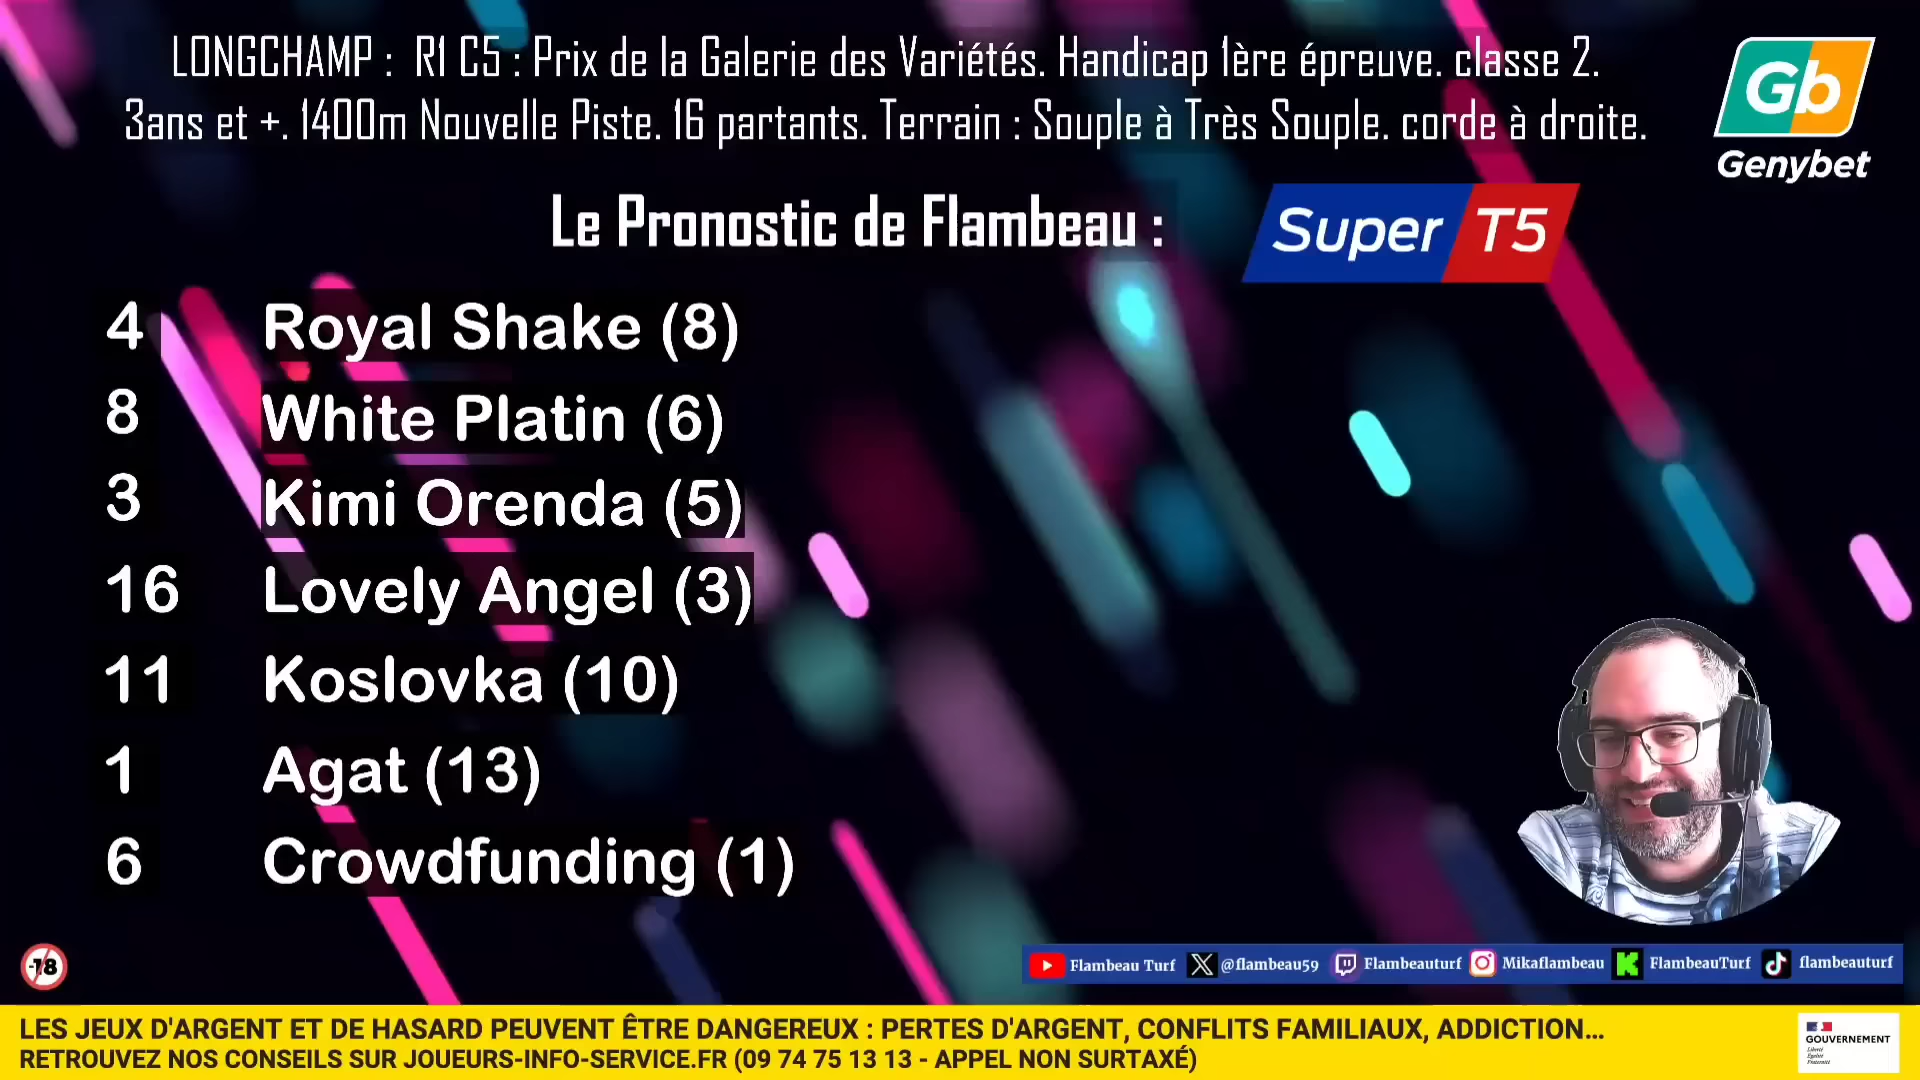 LONGCHAMP : R1 C5 : Prix de la Galerie des Variétés. Handicap 1ère épreuve. classe 2.
3ans et +. 1400m Nouvelle Piste. 16 partants. Terrain : Souple à Très Souple. corde à droite.
Gb
Genybet
Le Pronostic de Flambeau :
Super T5
4 Royal Shake (8)
8 White Platin (6)
3 Kimi Orenda (5)
16 Lovely Angel (3)
11 Koslovka (10)
1 Agat (13)
6 Crowdfunding (1)
-18
Flambeau Turf @flambeau59 Flambeauturf Mikaflambeau FlambeauTurf flambeauturf
LES JEUX D'ARGENT ET DE HASARD PEUVENT ÊTRE DANGEREUX : PERTES D'ARGENT, CONFLITS FAMILIAUX, ADDICTION...
RETROUVEZ NOS CONSEILS SUR JOUEURS-INFO-SERVICE.FR (09 74 75 13 13 - APPEL NON SURTAXÉ)
GOUVERNEMENT
Liberté
Égalité
Fraternité